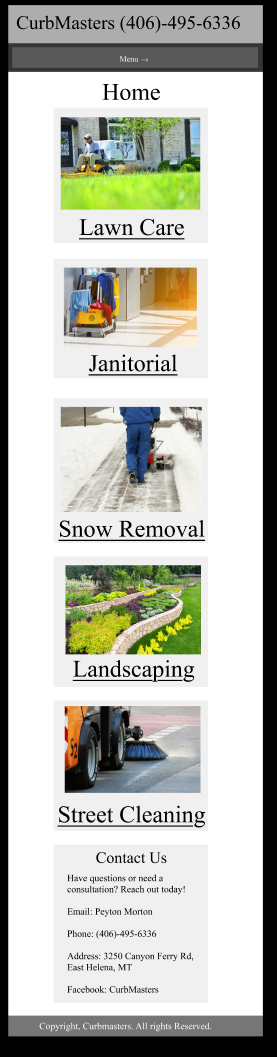 CurbMasters (406)-495-6336
Menu →
Home
Lawn Care
Janitorial
Snow Removal
Landscaping
Street Cleaning
Contact Us
Have questions or need a
consultation? Reach out today!
Email: Peyton Morton
Phone: (406)-495-6336
Address: 3250 Canyon Ferry Rd,
East Helena, MT
Facebook: CurbMasters
Copyright, Curbmasters. All rights Reserved.